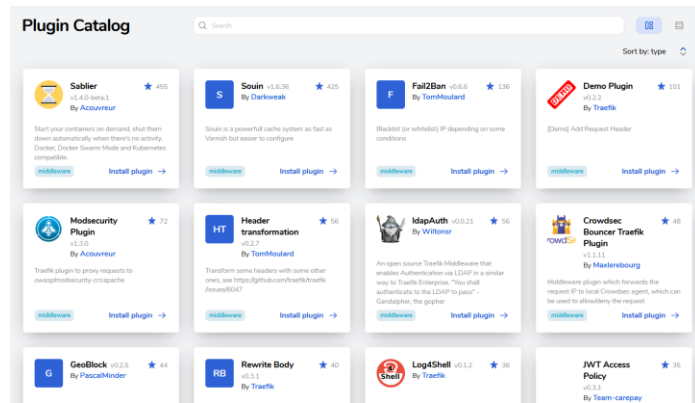 Plugin Catalog
Search
Sort by: type
Sablier
455
v1.4.0-beta.1
By Acouvreur
Start your containers on demand, shut them
down automatically when there's no activity.
Docker, Docker Swarm Mode and Kubernetes
compatible.
middleware
Install plugin →
S
Souin v1.6.36
425
By Darkweak
Souin is a powerfull cache system as fast as
Varnish but easier to configure
middleware
Install plugin →
F
Fail2Ban v0.6.6
136
By TomMoulard
Blacklist (or whitelist) IP depending on some
conditions
middleware
Install plugin →
DEMO
Demo Plugin
101
v0.2.2
By Traefik
[Demo] Add Request Header
middleware
Install plugin →
Modsecurity
Plugin
72
v1.3.0
By Acouvreur
Traefik plugin to proxy requests to
owasp/modsecurity-crs:apache
middleware
Install plugin →
HT
Header
transformation
56
v0.2.7
By TomMoulard
Transform some headers with some other
ones, see https://github.com/traefik/traefik
/issues/6047
middleware
Install plugin →
ldapAuth v0.0.21
56
By Wiltonsr
An open source Traefik Middleware that
enables Authentication via LDAP in a similar
way to Traefik Enterprise. "You shall
authenticate to the LDAP to pass" -
Gandalpher, the gopher
middleware
Install plugin →
Crowdsec
Bouncer Traefik
Plugin
48
v1.1.11
By Maxlerebourg
Middleware plugin which forwards the
request IP to local Crowdsec agent, which can
be used to allow/deny the request
middleware
Install plugin →
G
GeoBlock v0.2.5
44
By PascalMinder
RB
Rewrite Body
40
v0.3.1
By Traefik
Shell
Log4Shell v0.1.2
36
By Traefik
JWT Access
Policy
35
v0.3.1
By Team-carepay